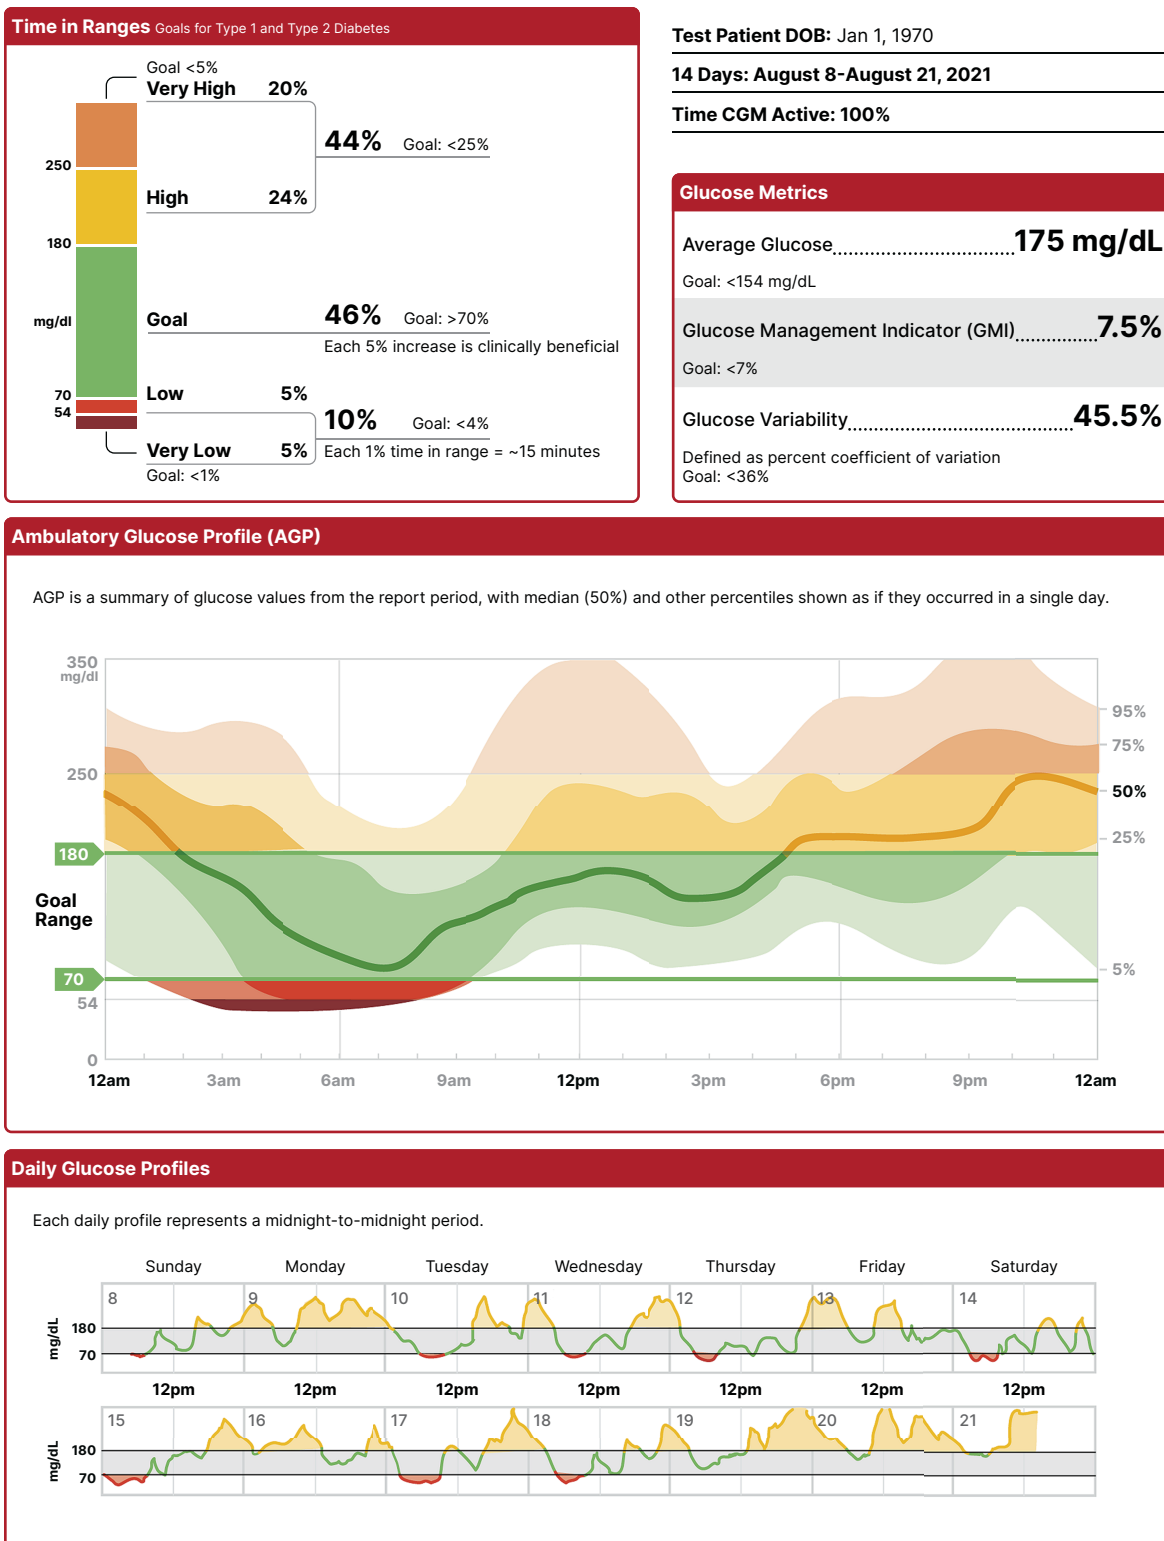 Time in Ranges Goals for Type 1 and Type 2 Diabetes
Goal <5%
Very High 20%
44% Goal: <25%
250
High 24%
180
mg/dl
Goal 46% Goal: >70%
Each 5% increase is clinically beneficial
70
Low 5%
54
10% Goal: <4%
Very Low 5% Each 1% time in range = ~15 minutes
Goal: <1%
Test Patient DOB: Jan 1, 1970
14 Days: August 8-August 21, 2021
Time CGM Active: 100%
Glucose Metrics
Average Glucose 175 mg/dL
Goal: <154 mg/dL
Glucose Management Indicator (GMI) 7.5%
Goal: <7%
Glucose Variability 45.5%
Defined as percent coefficient of variation
Goal: <36%
Ambulatory Glucose Profile (AGP)
AGP is a summary of glucose values from the report period, with median (50%) and other percentiles shown as if they occurred in a single day.
350
mg/dl
95%
75%
250
50%
25%
180
Goal
Range
5%
70
54
0
12am 3am 6am 9am 12pm 3pm 6pm 9pm 12am
Daily Glucose Profiles
Each daily profile represents a midnight-to-midnight period.
Sunday Monday Tuesday Wednesday Thursday Friday Saturday
8 9 10 11 12 13 14
mg/dL
180
70
12pm 12pm 12pm 12pm 12pm 12pm 12pm
15 16 17 18 19 20 21
mg/dL
180
70